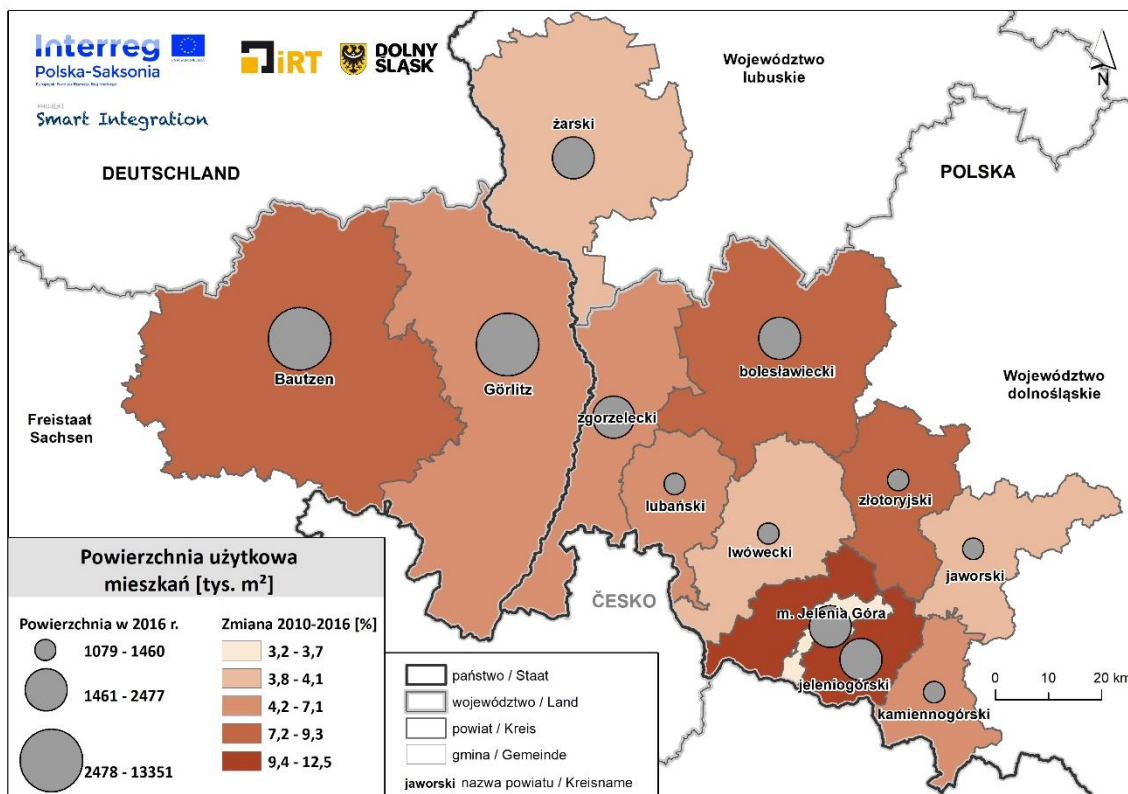 Interreg
Polska-Saksonia
iRT
DOLNY
ŚLĄSK
PROJEKT
Smart Integration
Województwo
lubuskie
N
żarski
DEUTSCHLAND
POLSKA
Bautzen
Görlitz
bolesławiecki
zgorzelecki
Województwo
dolnośląskie
Freistaat
Sachsen
lubański
złotoryjski
lwówecki
jaworski
ČESKO
m. Jelenia Góra
jeleniogórski
kamiennogórski
0 10 20 km
Powierzchnia użytkowa
mieszkań [tys. m²]
Powierzchnia w 2016 r.
1079 - 1460
1461 - 2477
2478 - 13351
Zmiana 2010-2016 [%]
3,2 - 3,7
3,8 - 4,1
4,2 - 7,1
7,2 - 9,3
9,4 - 12,5
państwo / Staat
województwo / Land
powiat / Kreis
gmina / Gemeinde
jaworski nazwa powiatu / Kreisname